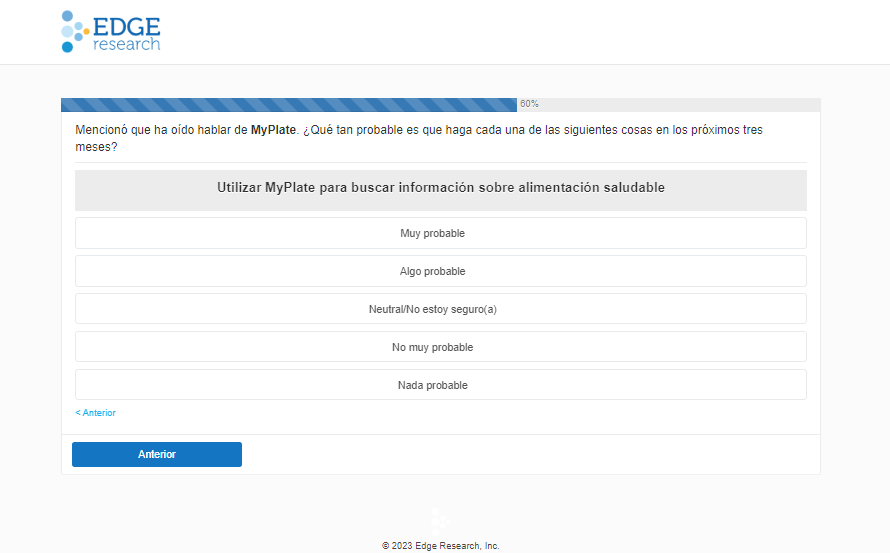 EDGE
research
60%
Mencionó que ha oído hablar de MyPlate. ¿Qué tan probable es que haga cada una de las siguientes cosas en los próximos tres
meses?
Utilizar MyPlate para buscar información sobre alimentación saludable
Muy probable
Algo probable
Neutral/No estoy seguro(a)
No muy probable
Nada probable
< Anterior
Anterior
© 2023 Edge Research, Inc.